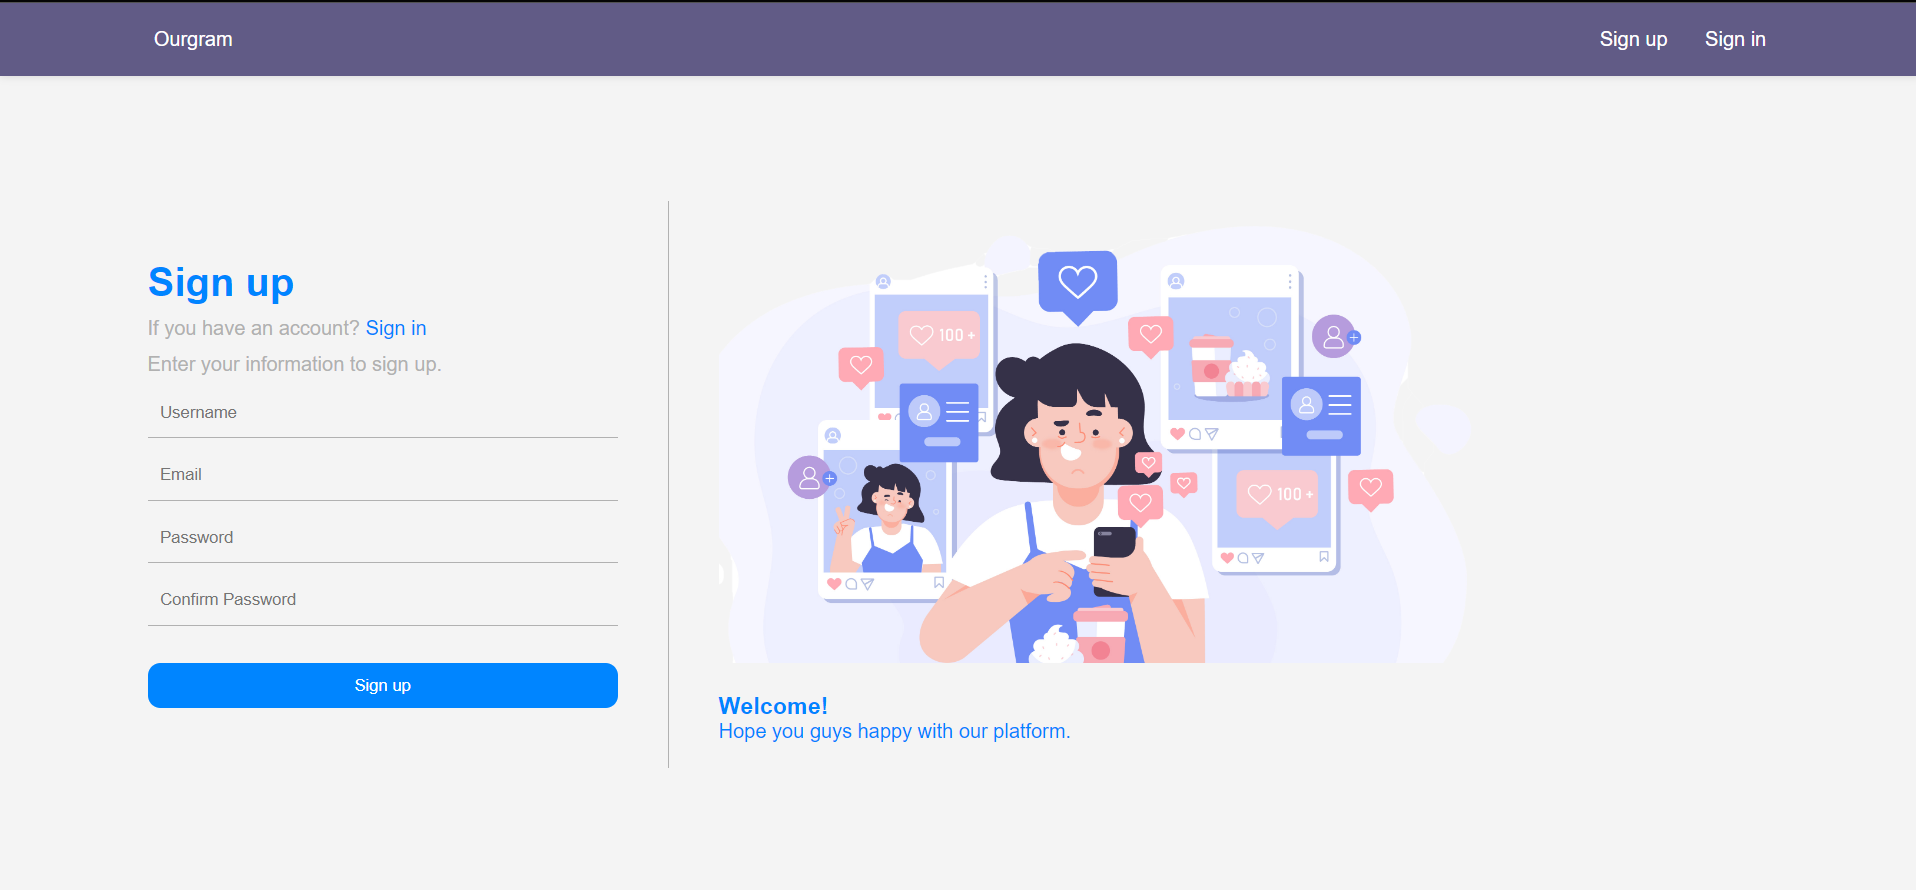 Ourgram
Sign up
Sign in
Sign up
If you have an account? Sign in
Enter your information to sign up.
Username
Email
Password
Confirm Password
Sign up
100 +
100 +
Welcome!
Hope you guys happy with our platform.